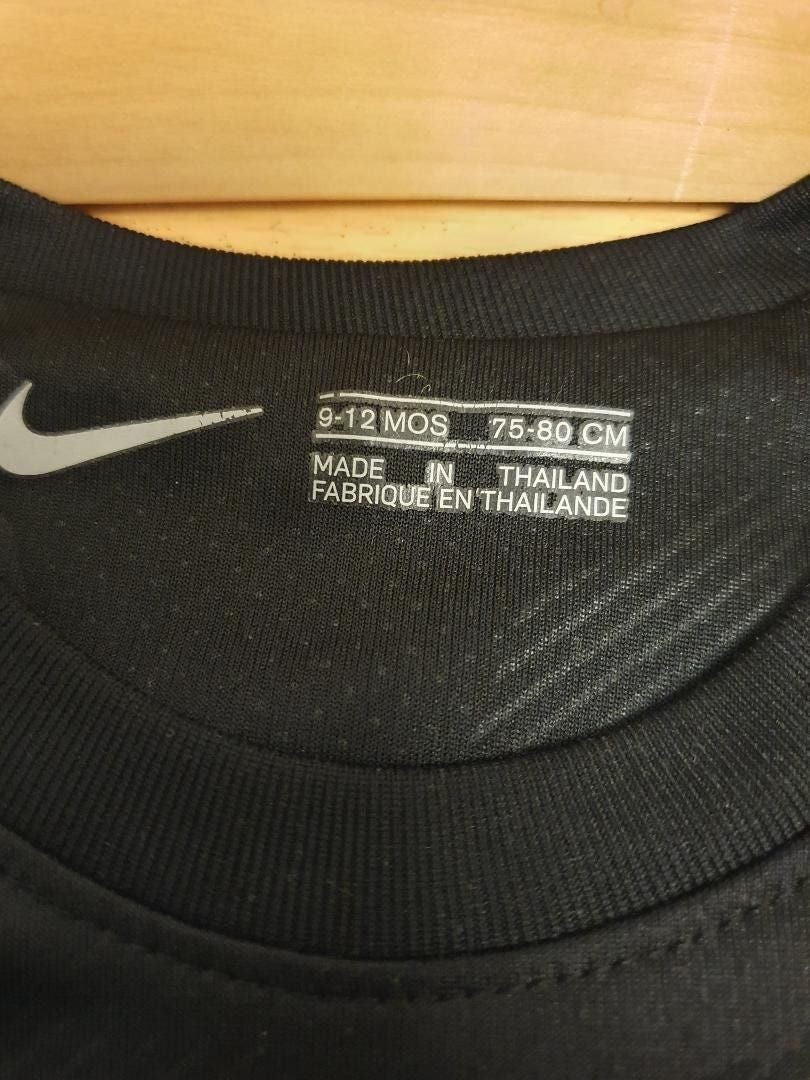 9-12 MOS 75-80 CM
MADE IN THAILAND
FABRIQUE EN THAILANDE